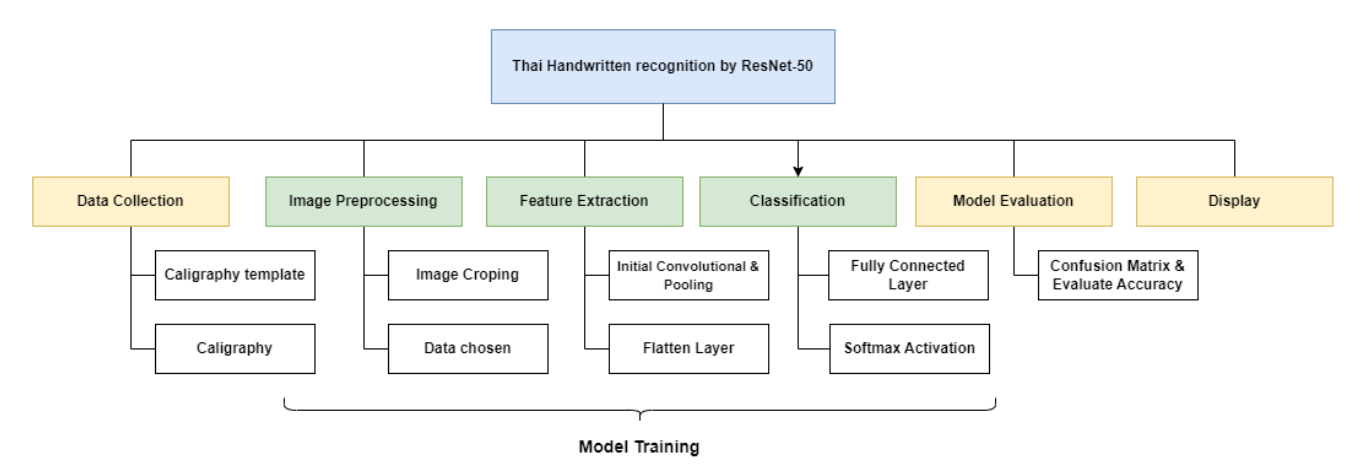 Thai Handwritten recognition by ResNet-50
Data Collection
Image Preprocessing
Feature Extraction
Classification
Model Evaluation
Display
Caligraphy template
Image Croping
Initial Convolutional &
Pooling
Fully Connected
Layer
Confusion Matrix &
Evaluate Accuracy
Caligraphy
Data chosen
Flatten Layer
Softmax Activation
Model Training